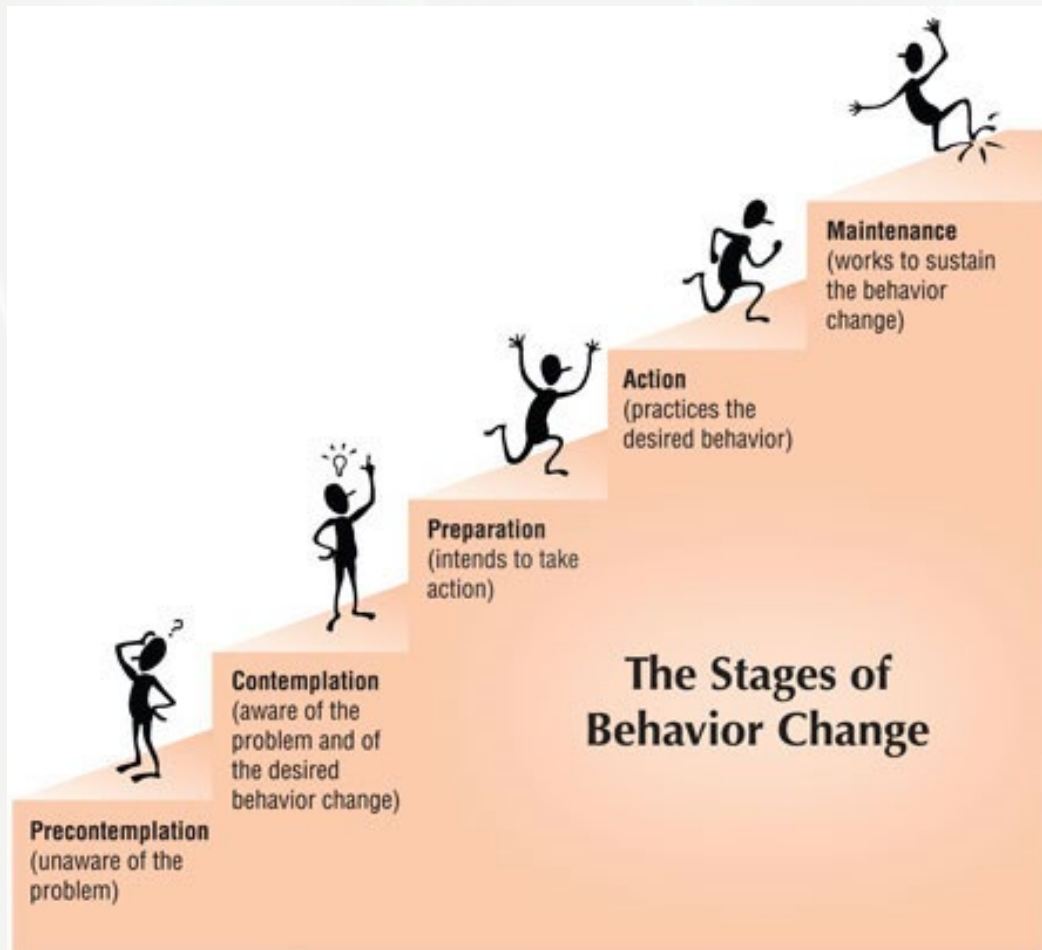 Maintenance
(works to sustain
the behavior
change)
Action
(practices the
desired behavior)
Preparation
(intends to take
action)
Contemplation
(aware of the
problem and of
the desired
behavior change)
Precontemplation
(unaware of the
problem)
The Stages of
Behavior Change
?